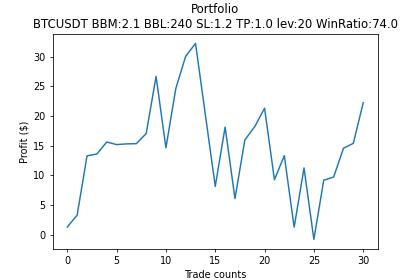 Portfolio
BTCUSDT BBM:2.1 BBL:240 SL:1.2 TP:1.0 lev:20 WinRatio:74.0
30
25
20
15
10
5
0
Profit ($)
0 5 10 15 20 25 30
Trade counts